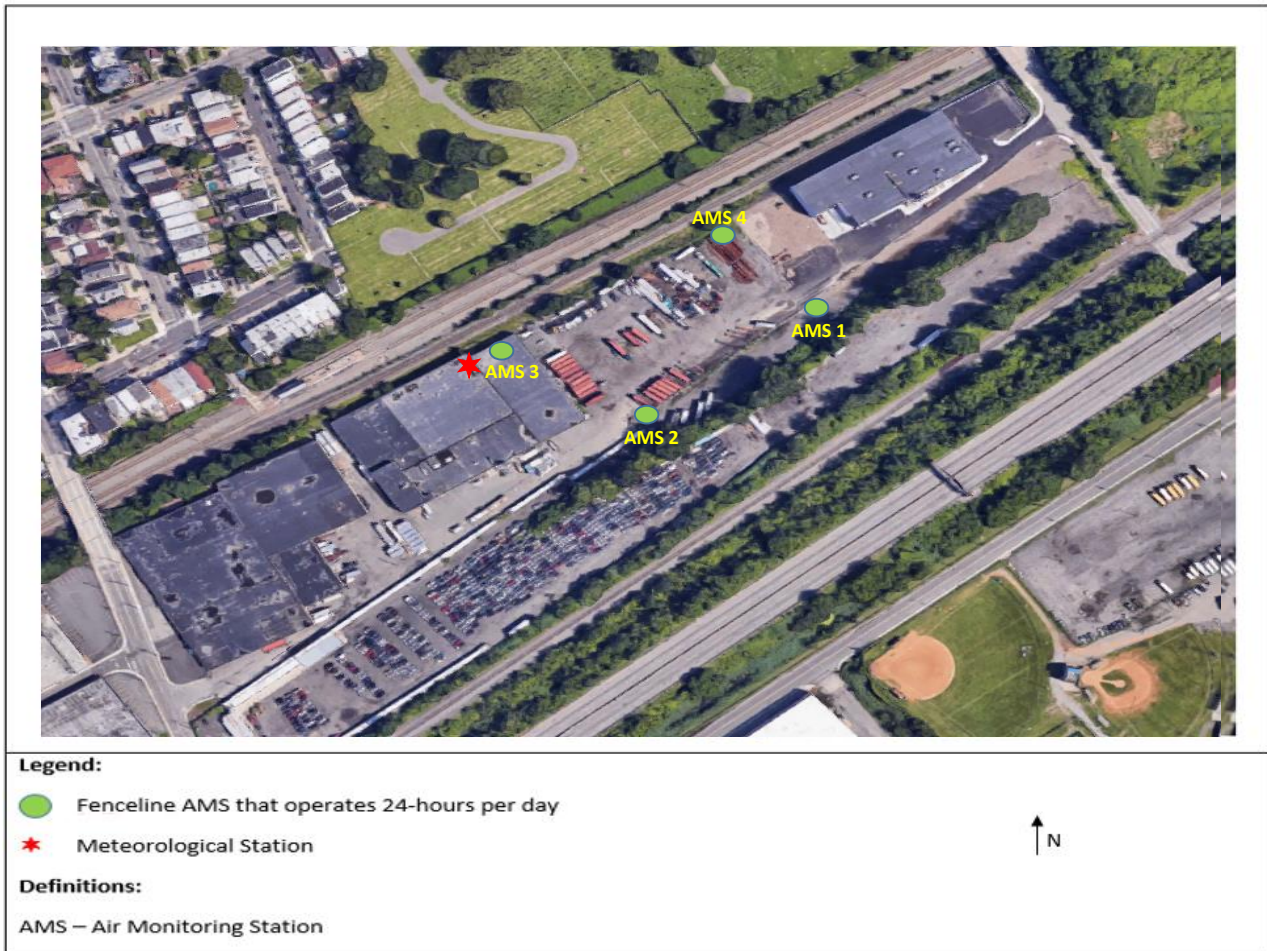 AMS 4
AMS 1
AMS 3
AMS 2
Legend:
Fenceline AMS that operates 24-hours per day
Meteorological Station
N
Definitions:
AMS – Air Monitoring Station